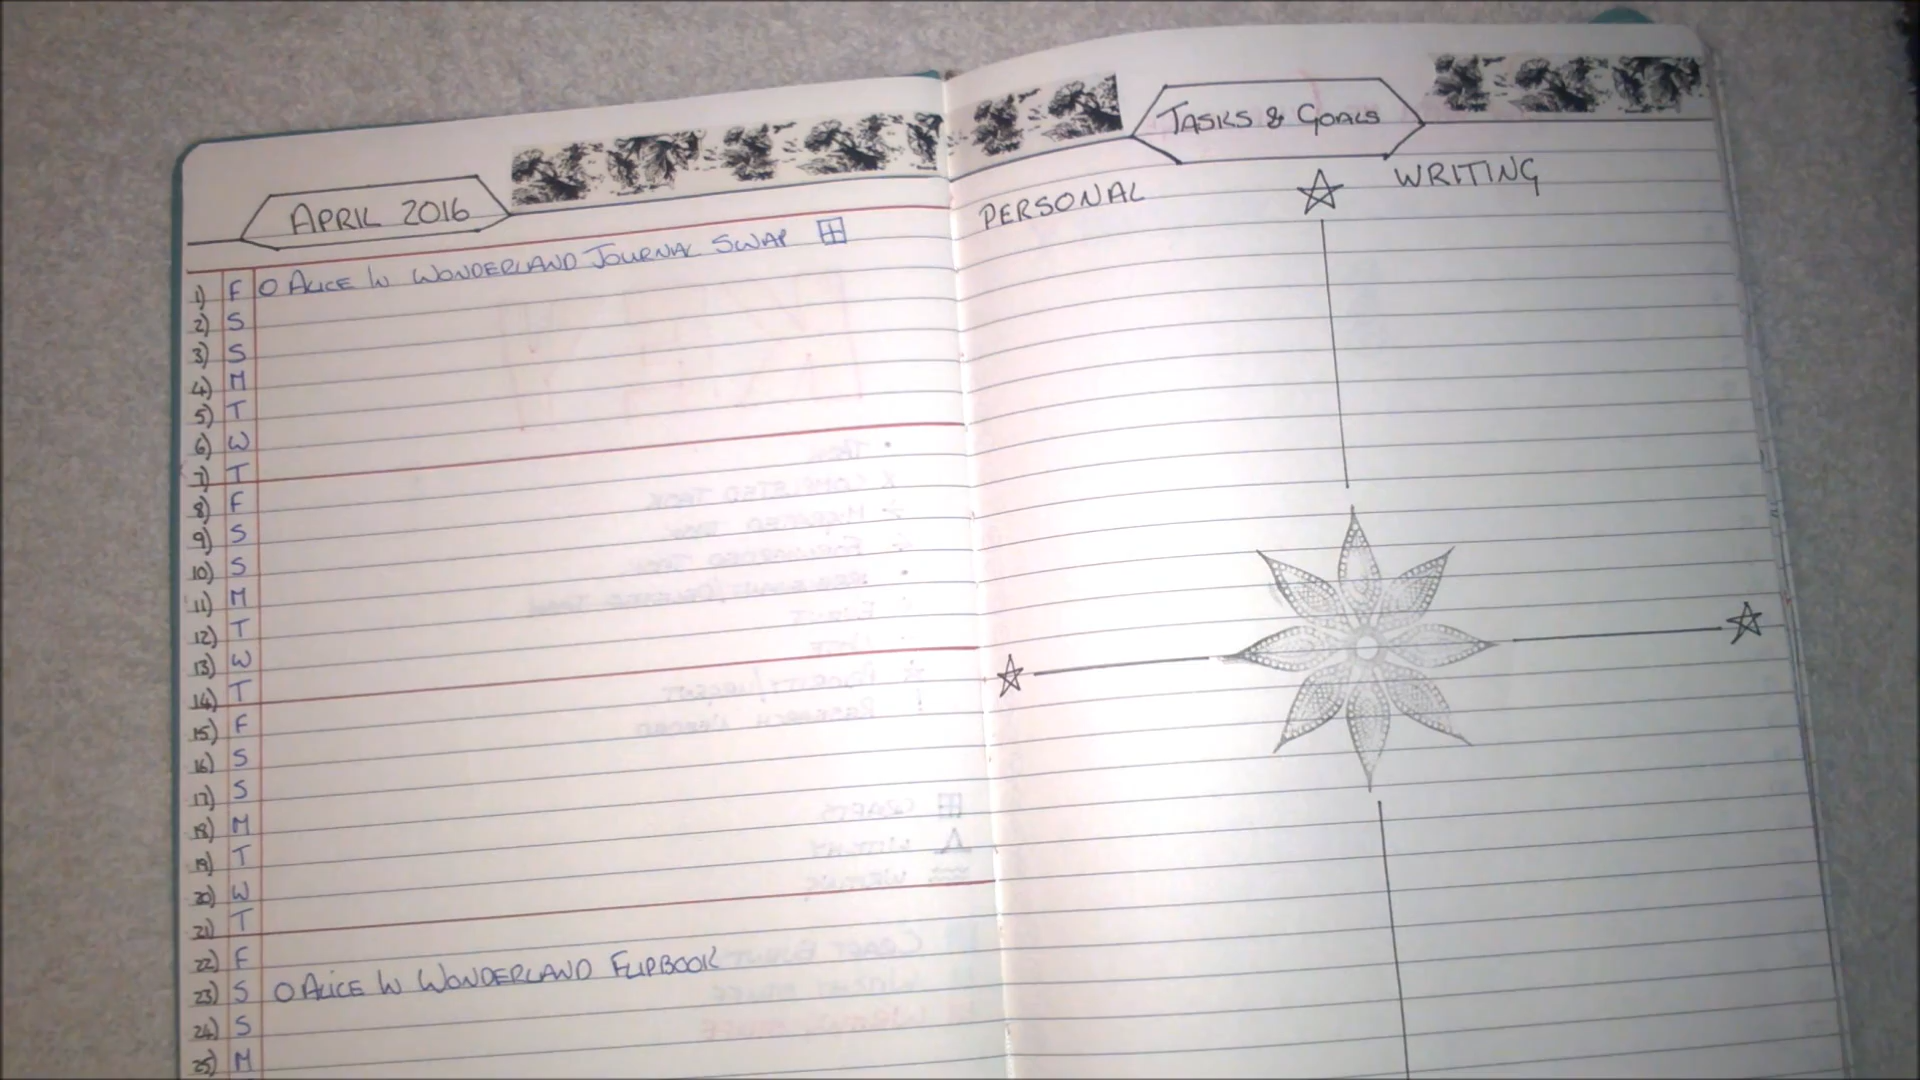 APRIL 2016
1) F O ALICE IN WONDERLAND JOURNAL SWAP
2) S
3) S
4) M
5) T
6) W
7) T
8) F
9) S
10) S
11) M
12) T
13) W
14) T
15) F
16) S
17) S
18) M
19) T
20) W
21) T
22) F
23) S O ALICE IN WONDERLAND FLIPBOOK
24) S
25) M
TASKS & GOALS
PERSONAL WRITING